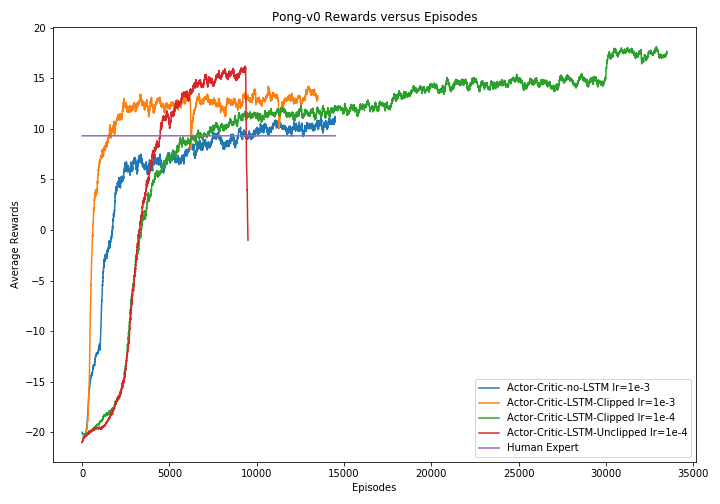 Pong-v0 Rewards versus Episodes
20
15
10
5
0
−5
−10
−15
−20
Average Rewards
0
5000
10000
15000
20000
25000
30000
35000
Episodes
Actor-Critic-no-LSTM lr=1e-3
Actor-Critic-LSTM-Clipped lr=1e-3
Actor-Critic-LSTM-Clipped lr=1e-4
Actor-Critic-LSTM-Unclipped lr=1e-4
Human Expert